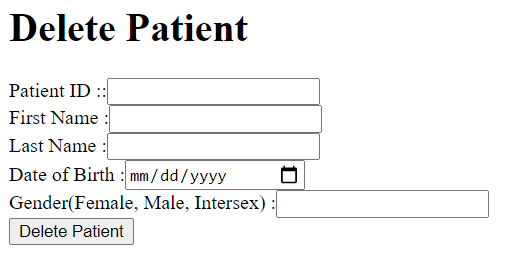 Delete Patient
Patient ID ::
First Name :
Last Name :
Date of Birth : mm/dd/yyyy
Gender(Female, Male, Intersex) :
Delete Patient